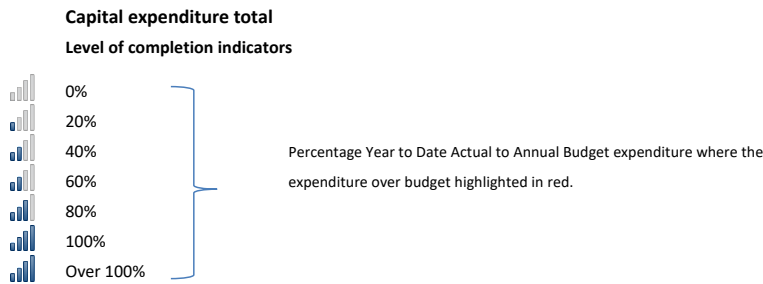 Capital expenditure total
Level of completion indicators
0%
20%
40%
60%
80%
100%
Over 100%
Percentage Year to Date Actual to Annual Budget expenditure where the
expenditure over budget highlighted in red.